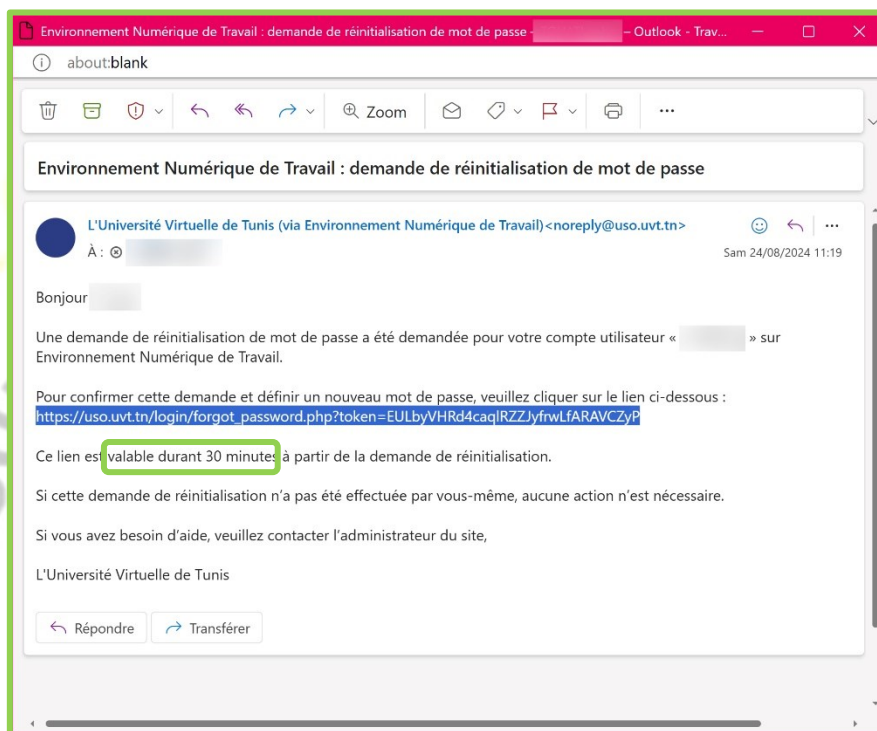 Environnement Numérique de Travail : demande de réinitialisation de mot de passe - – Outlook - Trav...
about:blank
Zoom
Environnement Numérique de Travail : demande de réinitialisation de mot de passe
L'Université Virtuelle de Tunis (via Environnement Numérique de Travail)<noreply@uso.uvt.tn>
À :
Sam 24/08/2024 11:19
Bonjour
Une demande de réinitialisation de mot de passe a été demandée pour votre compte utilisateur « » sur
Environnement Numérique de Travail.
Pour confirmer cette demande et définir un nouveau mot de passe, veuillez cliquer sur le lien ci-dessous :
https://uso.uvt.tn/login/forgot_password.php?token=EULbyVHRd4caqlRZZJyfrwLfARAVCZyP
Ce lien est valable durant 30 minutes à partir de la demande de réinitialisation.
Si cette demande de réinitialisation n'a pas été effectuée par vous-même, aucune action n'est nécessaire.
Si vous avez besoin d'aide, veuillez contacter l'administrateur du site,
L'Université Virtuelle de Tunis
Répondre
Transférer